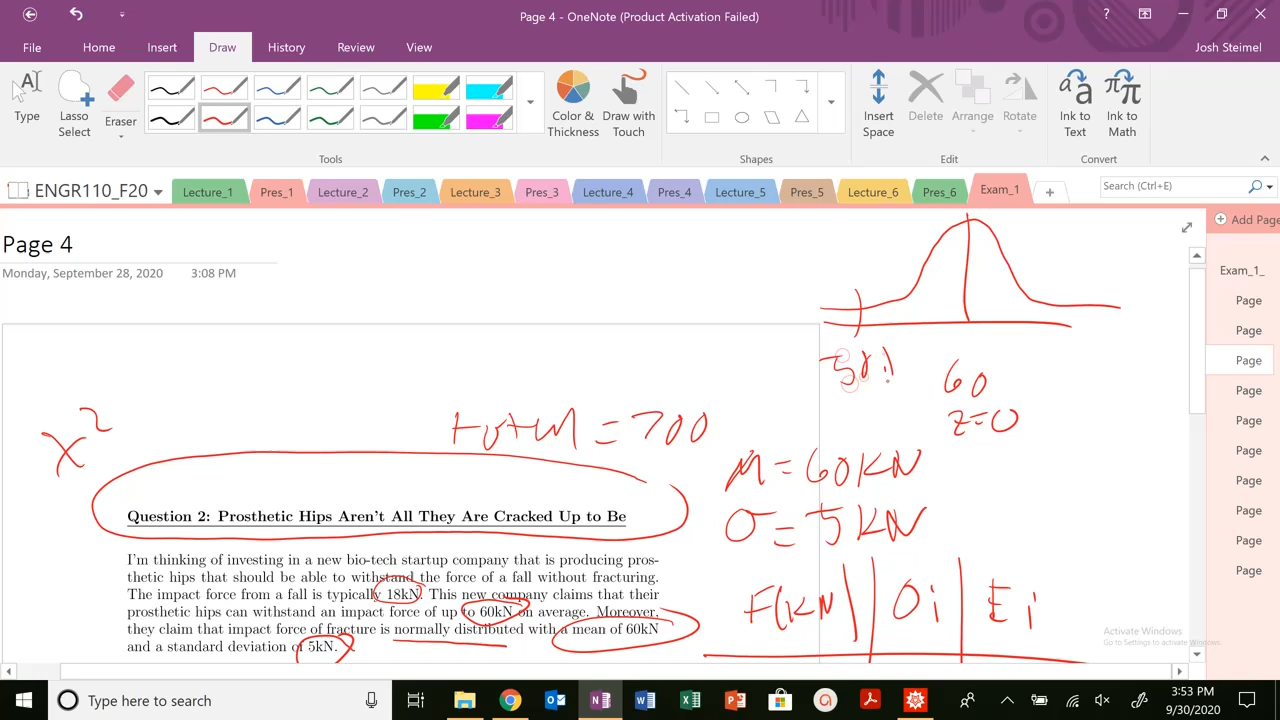 Page 4 - OneNote (Product Activation Failed)
?
File Home Insert Draw History Review View Josh Steimel
Type
Lasso Select
Eraser
Color & Thickness
Draw with Touch
Insert Space
Delete
Arrange
Rotate
Ink to Text
Ink to Math
Tools Shapes Edit Convert
ENGR110_F20 Lecture_1 Pres_1 Lecture_2 Pres_2 Lecture_3 Pres_3 Lecture_4 Pres_4 Lecture_5 Pres_5 Lecture_6 Pres_6 Exam_1 Search (Ctrl+E)
Page 4
Monday, September 28, 2020 3:08 PM
Add Page
Exam_1_
Page
Page
Page
Page
Page
Page
Page
Page
Page
Page
60
z=0
x²
total = 700
μ = 60kN
σ = 5kN
F(kN) Oi Ei
Question 2: Prosthetic Hips Aren't All They Are Cracked Up to Be
I'm thinking of investing in a new bio-tech startup company that is producing pros-
thetic hips that should be able to withstand the force of a fall without fracturing.
The impact force from a fall is typically 18kN. This new company claims that their
prosthetic hips can withstand an impact force of up to 60kN on average. Moreover,
they claim that impact force of fracture is normally distributed with a mean of 60kN
and a standard deviation of 5kN.
Activate Windows
Go to Settings to activate Windows.
Type here to search
3:53 PM
9/30/2020